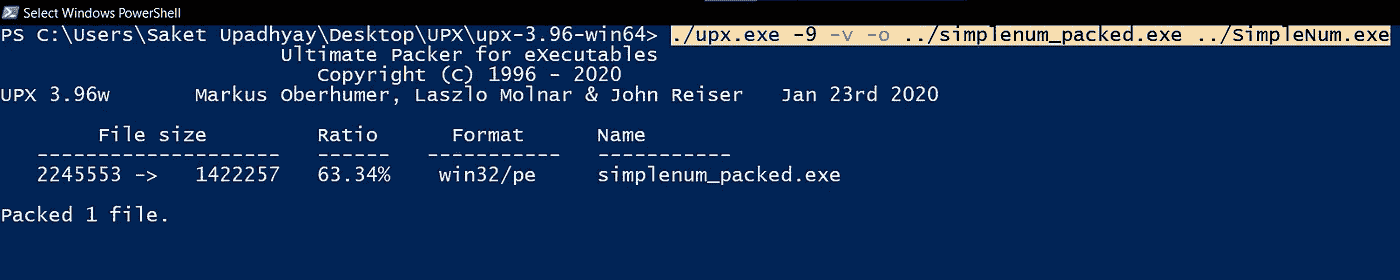 Select Windows PowerShell
PS C:\Users\Saket Upadhyay\Desktop\UPX\upx-3.96-win64> ./upx.exe -9 -v -o ../simplenum_packed.exe ../SimpleNum.exe
Ultimate Packer for eXecutables
Copyright (C) 1996 - 2020
UPX 3.96w Markus Oberhumer, Laszlo Molnar & John Reiser Jan 23rd 2020
File size Ratio Format Name
-------------------- ------ ----------- -----------
2245553 -> 1422257 63.34% win32/pe simplenum_packed.exe
Packed 1 file.